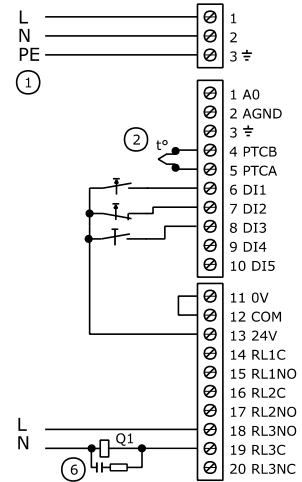 L 1
N 2
PE 3 ⏚
1
1 A0
2 AGND
3 ⏚
2 t° 4 PTCB
5 PTCA
6 DI1
7 DI2
8 DI3
9 DI4
10 DI5
11 0V
12 COM
13 24V
14 RL1C
15 RL1NO
16 RL2C
17 RL2NO
L 18 RL3NO
N Q1 19 RL3C
6 20 RL3NC